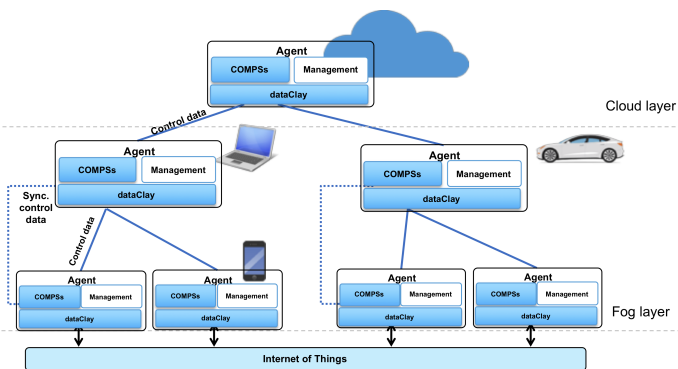 Agent
COMPSs
Management
dataClay
Cloud layer
Control data
Agent
COMPSs
Management
dataClay
Agent
COMPSs
Management
dataClay
Sync.
control
data
Control data
Agent
COMPSs
Management
dataClay
Agent
COMPSs
Management
dataClay
Agent
COMPSs
Management
dataClay
Agent
COMPSs
Management
dataClay
Fog layer
Internet of Things